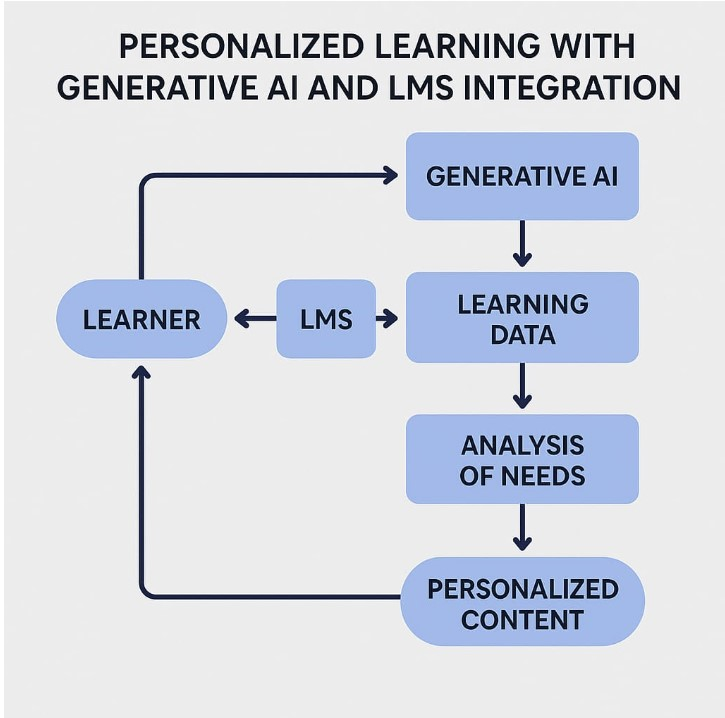 PERSONALIZED LEARNING WITH
GENERATIVE AI AND LMS INTEGRATION
GENERATIVE AI
LEARNER
LMS
LEARNING
DATA
ANALYSIS
OF NEEDS
PERSONALIZED
CONTENT